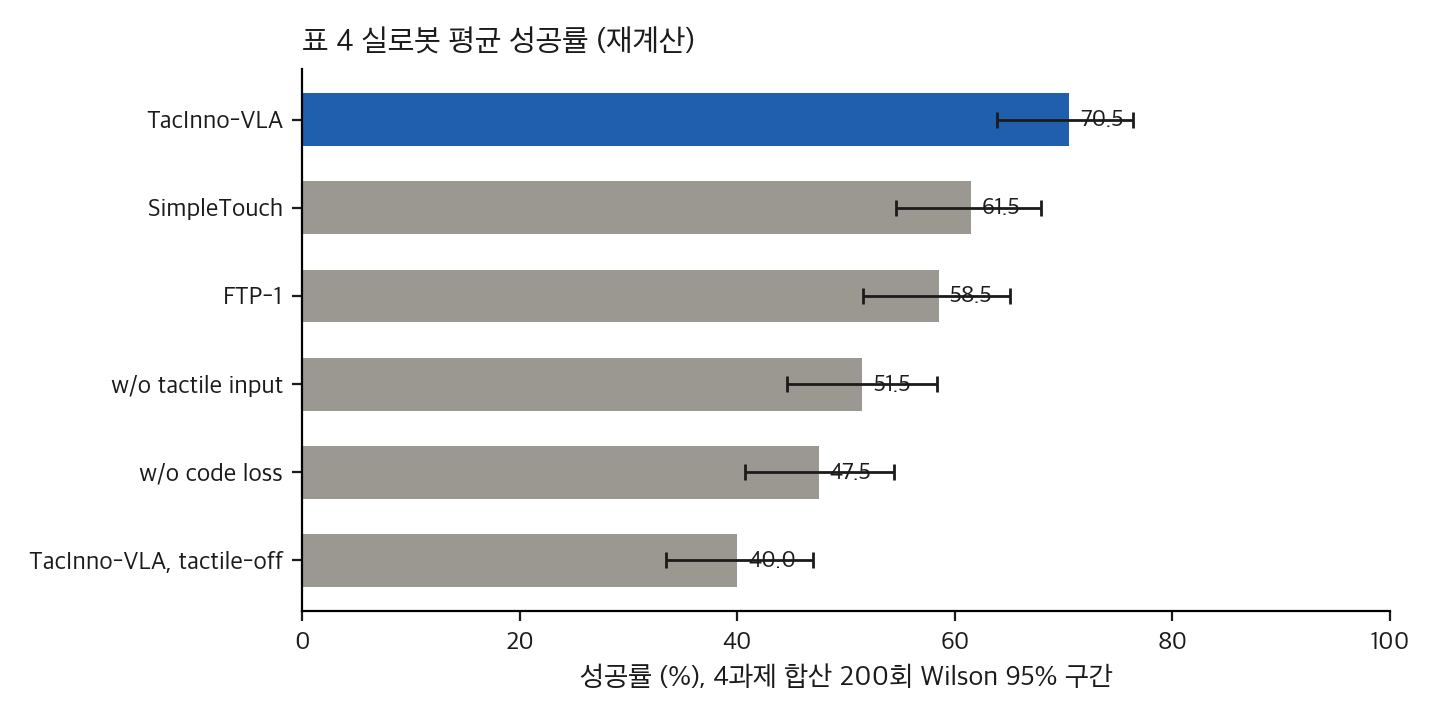 표 4 실로봇 평균 성공률 (재계산)
TacInno-VLA
70.5
SimpleTouch
61.5
FTP-1
58.5
w/o tactile input
51.5
w/o code loss
47.5
TacInno-VLA, tactile-off
40.0
0 20 40 60 80 100
성공률 (%), 4과제 합산 200회 Wilson 95% 구간